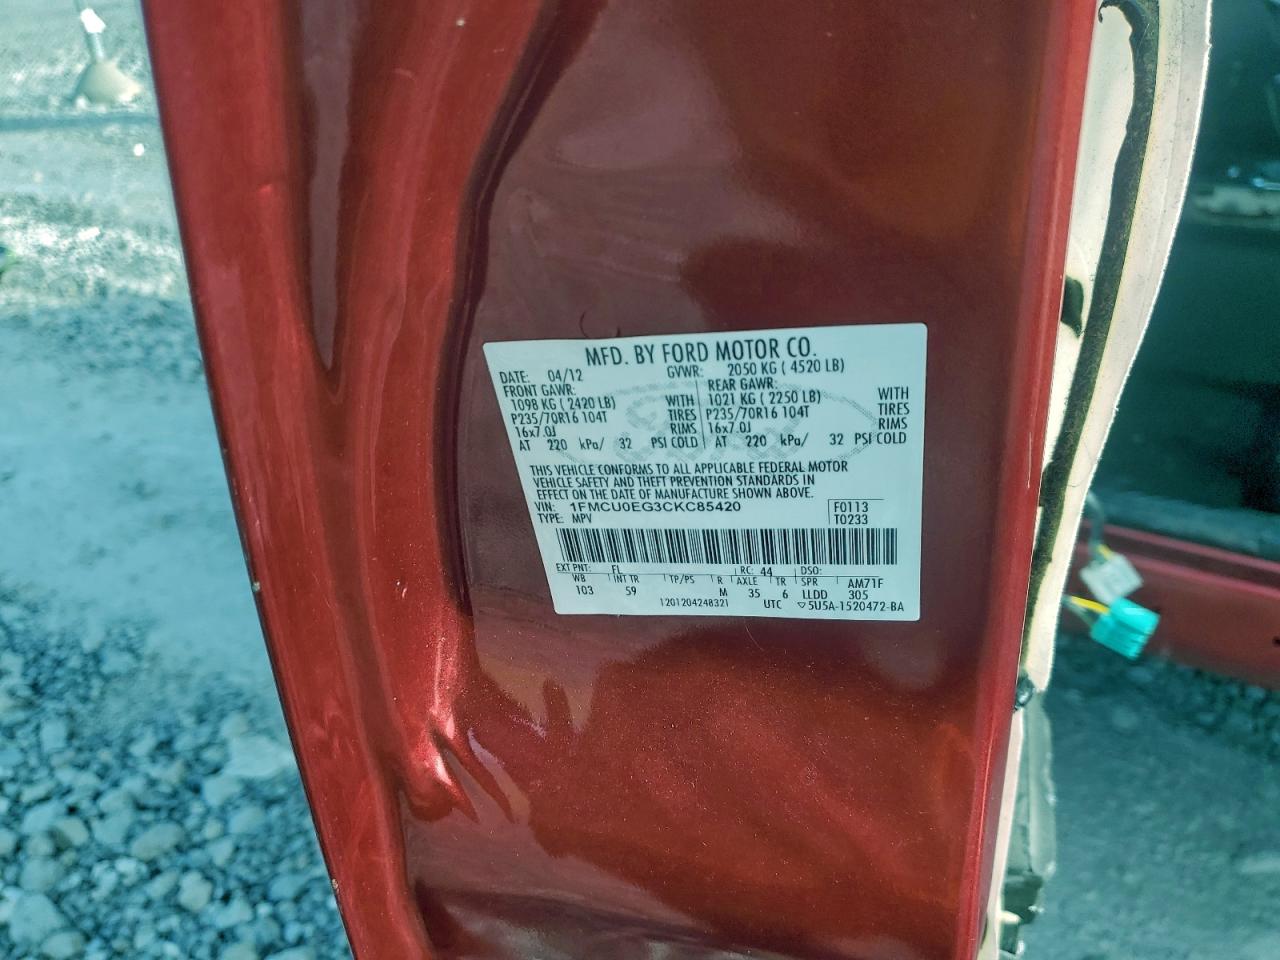 MFD. BY FORD MOTOR CO.
DATE: 04/12 GVWR: 2050 KG ( 4520 LB)
FRONT GAWR: REAR GAWR:
1098 KG ( 2420 LB) WITH 1021 KG ( 2250 LB) WITH
P235/70R16 104T TIRES P235/70R16 104T TIRES
16x7.0J RIMS 16x7.0J RIMS
AT 220 kPa/ 32 PSI COLD AT 220 kPa/ 32 PSI COLD
THIS VEHICLE CONFORMS TO ALL APPLICABLE FEDERAL MOTOR
VEHICLE SAFETY AND THEFT PREVENTION STANDARDS IN
EFFECT ON THE DATE OF MANUFACTURE SHOWN ABOVE.
VIN: 1FMCU0EG3CKC85420 F0113
TYPE: MPV T0233
EXT PNT: FL RC: 44 DSO:
WB INT TR TP/PS R AXLE TR SPR AM71F
103 59 M 35 6 LLDD 305
1201204248321 UTC ▽5U5A-1520472-BA